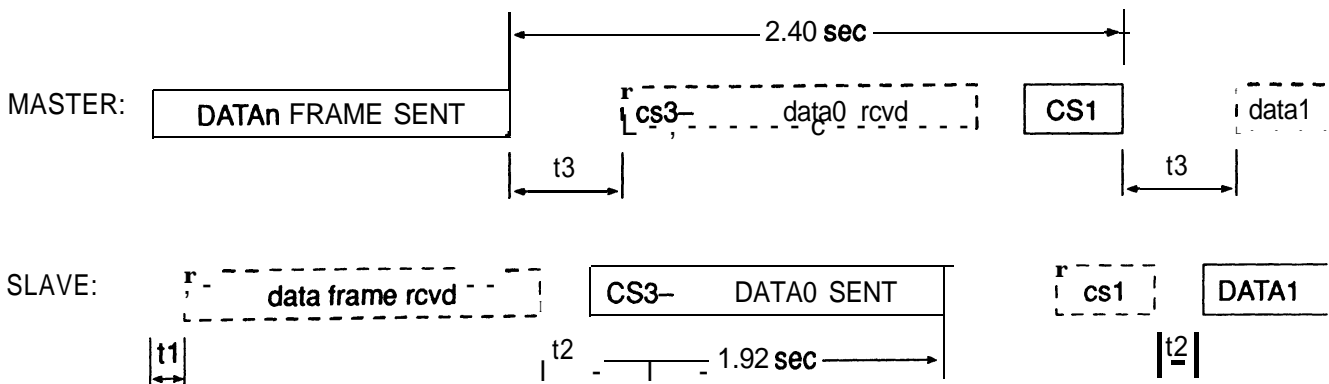 2.40 sec
MASTER: DATAn FRAME SENT cs3– data0 rcvd CS1 data1
t3 t3
SLAVE: data frame rcvd CS3– DATA0 SENT cs1 DATA1
t1 t2 1.92 sec t2